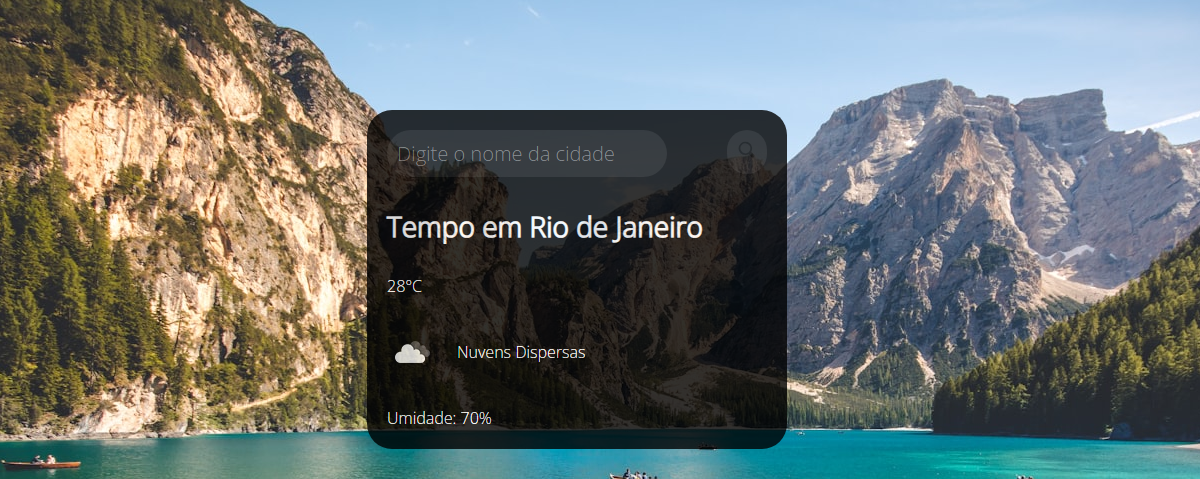 Digite o nome da cidade
Tempo em Rio de Janeiro
28°C
Nuvens Dispersas
Umidade: 70%